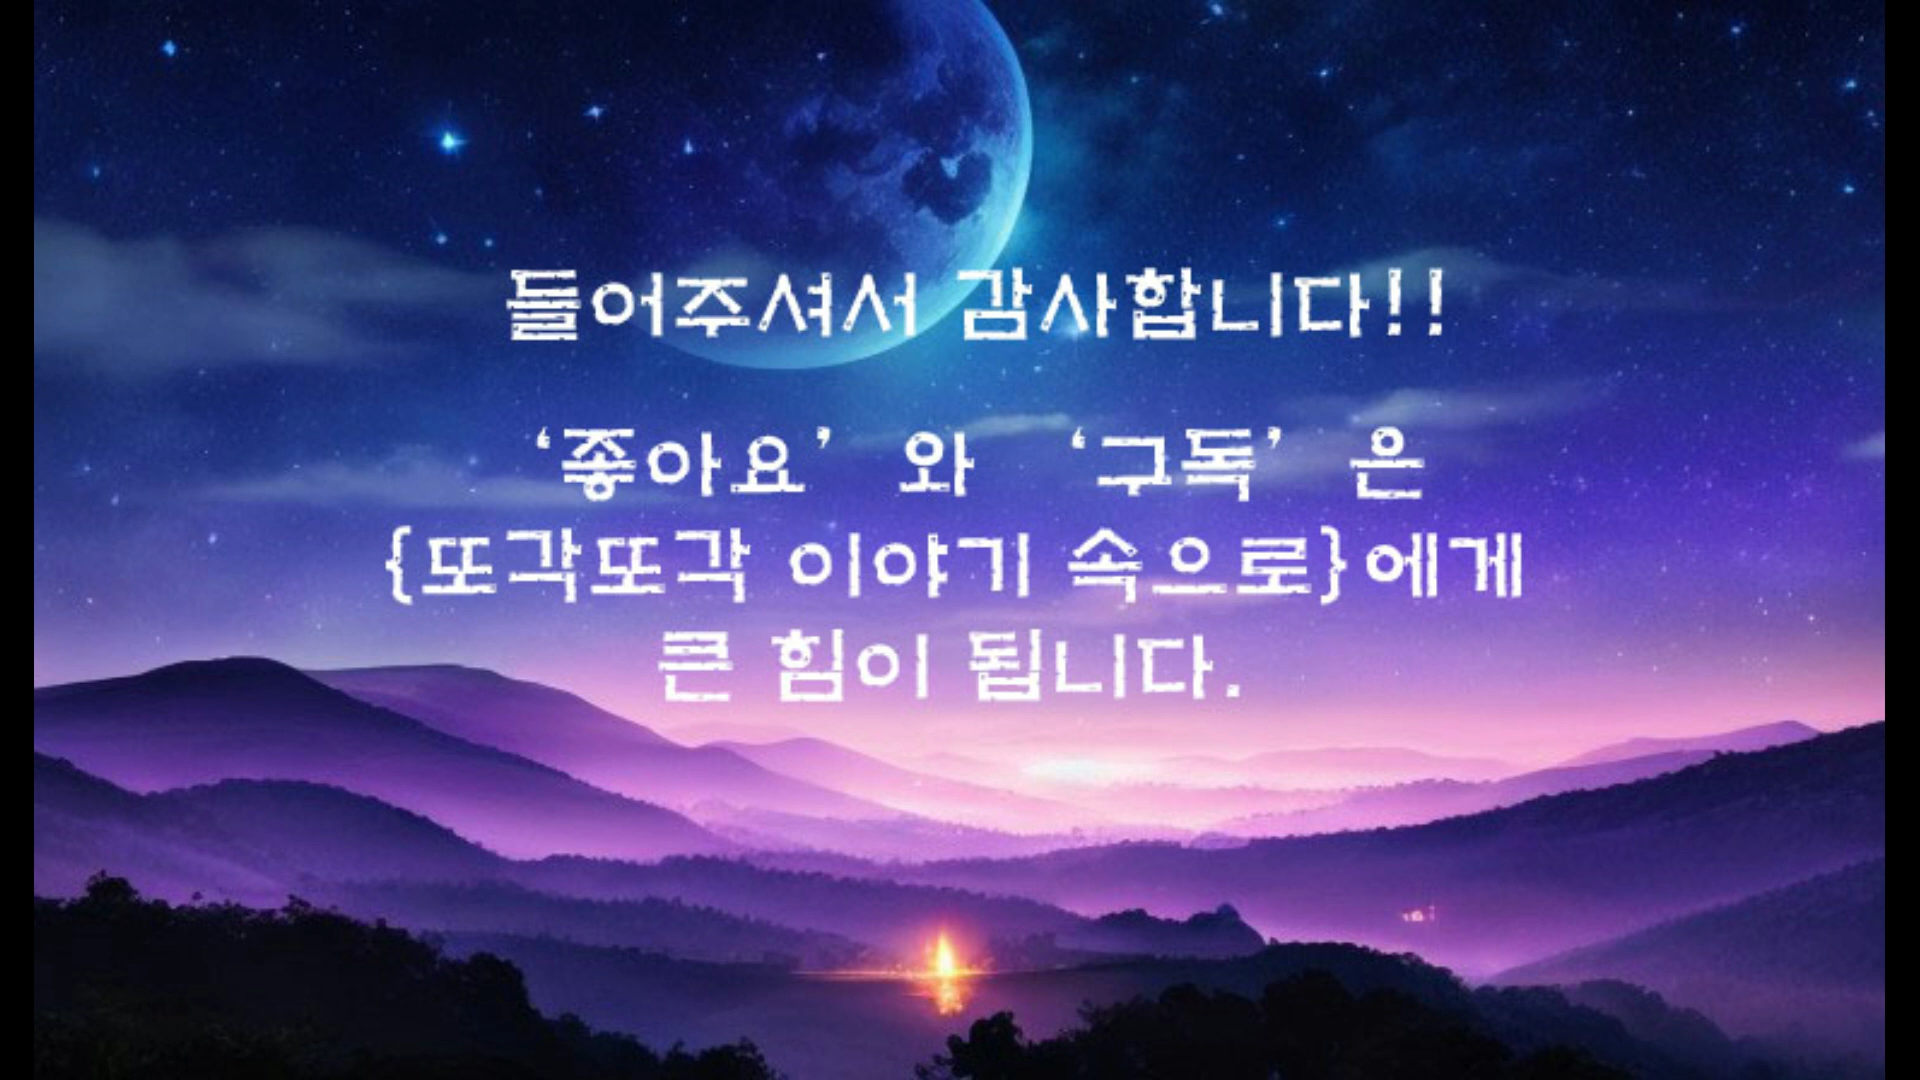 들어주셔서 감사합니다!!
‘좋아요’ 와 ‘구독’ 은
{또각또각 이야기 속으로}에게
큰 힘이 됩니다.